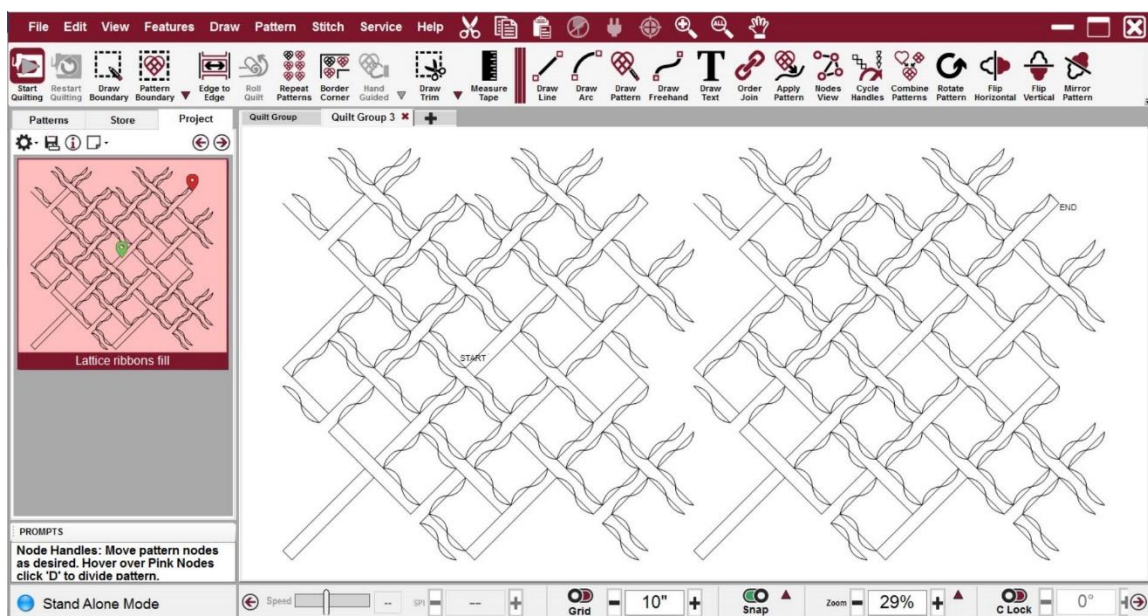 File Edit View Features Draw Pattern Stitch Service Help
Start Quilting
Restart Quilting
Draw Boundary
Pattern Boundary
Edge to Edge
Roll Quilt
Repeat Patterns
Border Corner
Hand Guided
Draw Trim
Measure Tape
Draw Line
Draw Arc
Draw Pattern
Draw Freehand
Draw Text
Order Join
Apply Pattern
Nodes View
Cycle Handles
Combine Patterns
Rotate Pattern
Flip Horizontal
Flip Vertical
Mirror Pattern
Patterns Store Project
Quilt Group Quilt Group 3
END
START
Lattice ribbons fill
PROMPTS
Node Handles: Move pattern nodes
as desired. Hover over Pink Nodes
click 'D' to divide pattern.
Stand Alone Mode
Speed -- SPI -- Grid 10" Snap Zoom 29% C Lock 0°